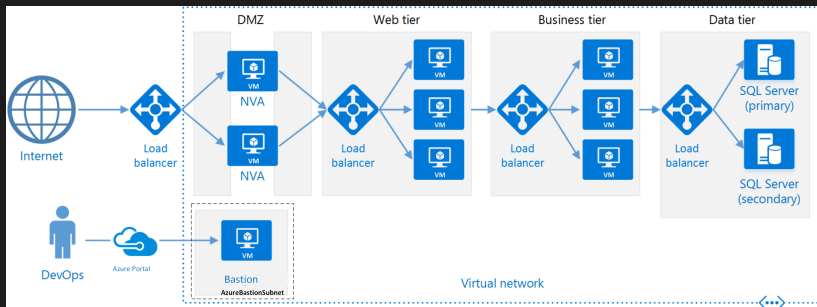 DMZ
Web tier
Business tier
Data tier
VM
NVA
VM
NVA
VM
VM
VM
VM
VM
VM
SQL Server
(primary)
SQL Server
(secondary)
Internet
Load
balancer
Load
balancer
Load
balancer
Load
balancer
DevOps
Azure Portal
VM
Bastion
AzureBastionSubnet
Virtual network